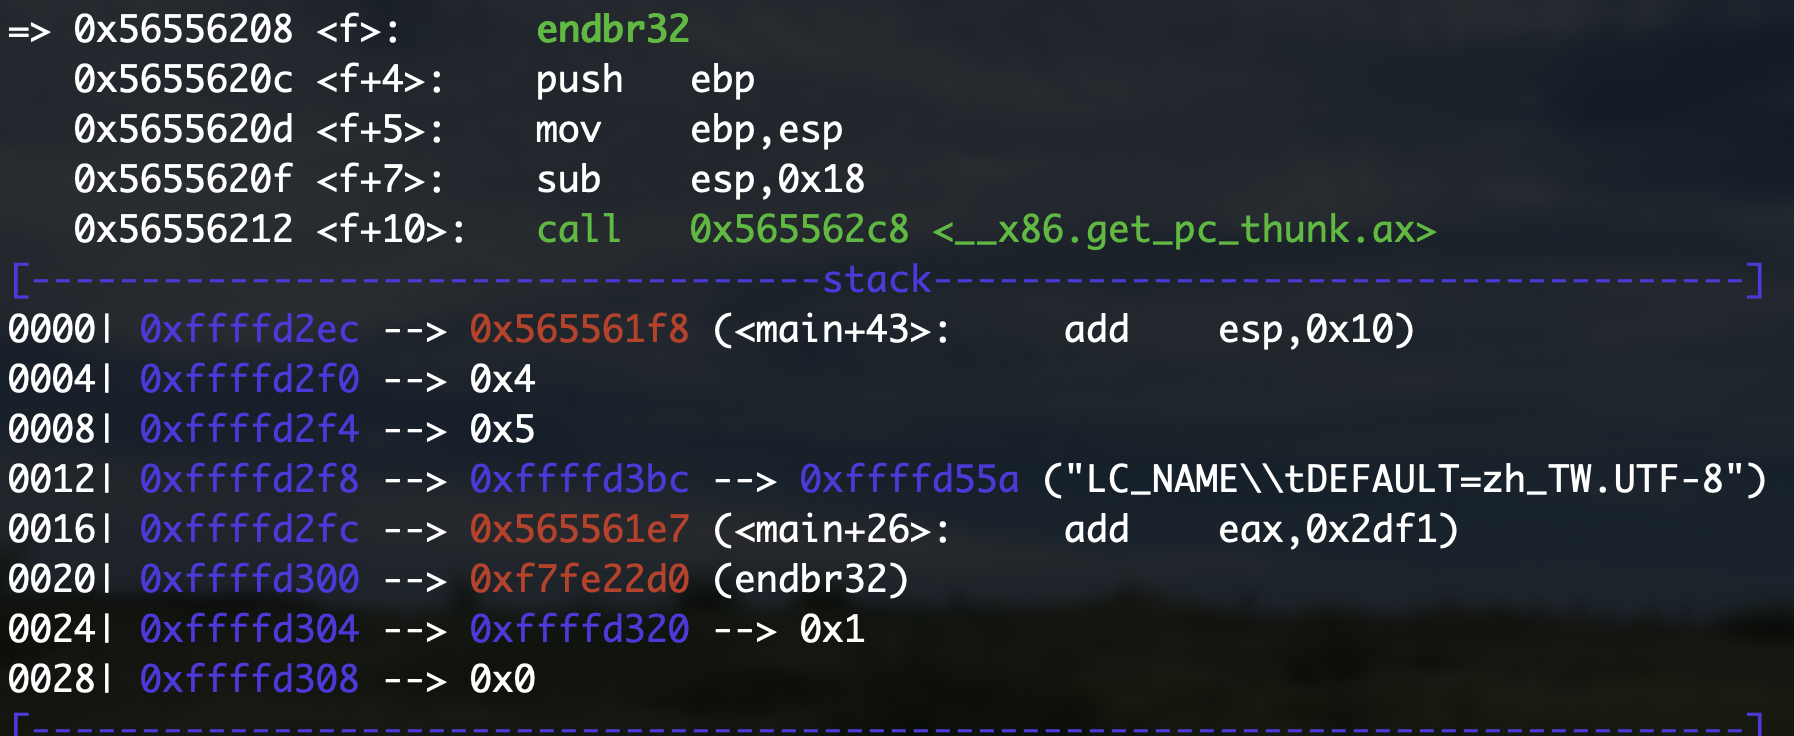 => 0x56556208 <f>:      endbr32
   0x5655620c <f+4>:    push   ebp
   0x5655620d <f+5>:    mov    ebp,esp
   0x5655620f <f+7>:    sub    esp,0x18
   0x56556212 <f+10>:   call   0x565562c8 <__x86.get_pc_thunk.ax>
[------------------------------------stack-------------------------------------]
0000| 0xffffd2ec --> 0x565561f8 (<main+43>:     add    esp,0x10)
0004| 0xffffd2f0 --> 0x4
0008| 0xffffd2f4 --> 0x5
0012| 0xffffd2f8 --> 0xffffd3bc --> 0xffffd55a ("LC_NAME\\tDEFAULT=zh_TW.UTF-8")
0016| 0xffffd2fc --> 0x565561e7 (<main+26>:     add    eax,0x2df1)
0020| 0xffffd300 --> 0xf7fe22d0 (endbr32)
0024| 0xffffd304 --> 0xffffd320 --> 0x1
0028| 0xffffd308 --> 0x0
[------------------------------------------------------------------------------]